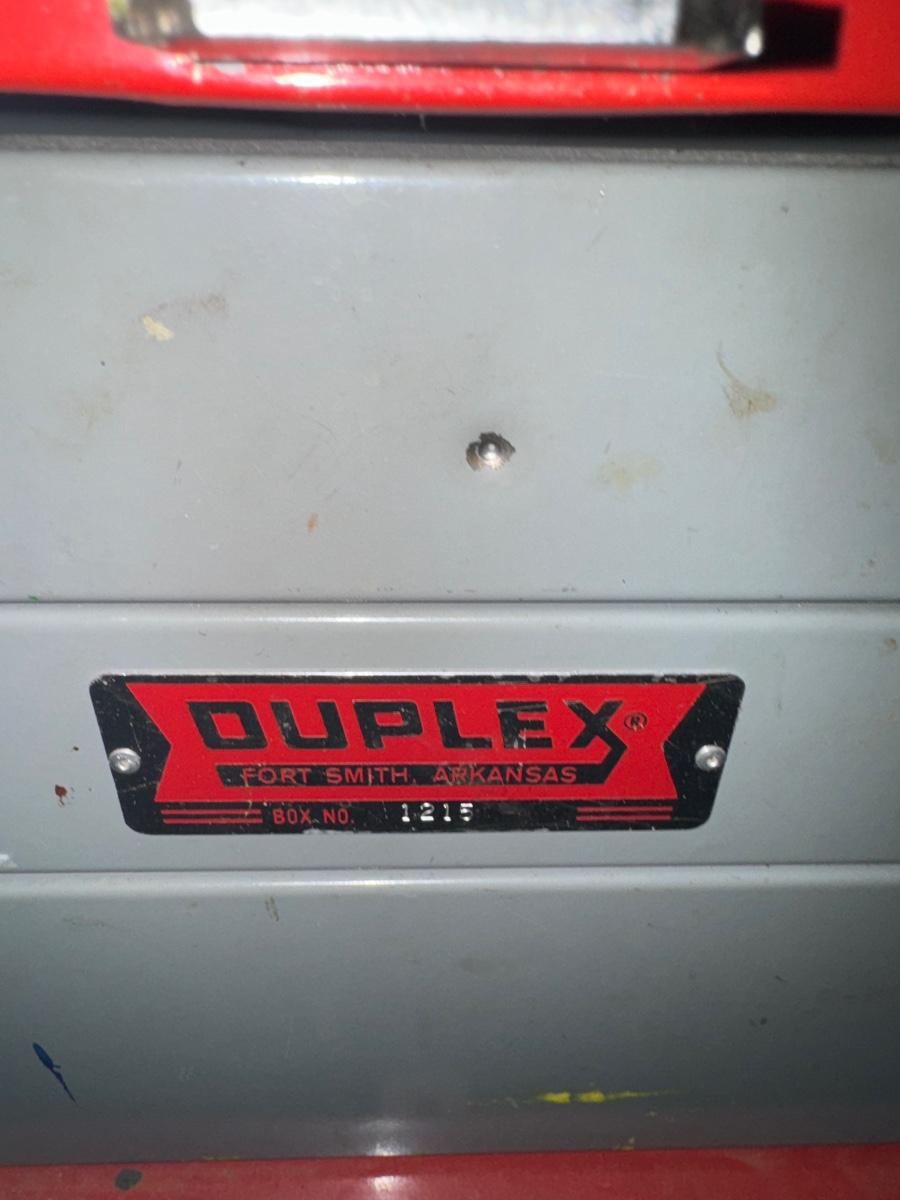 DUPLEX®
FORT SMITH, ARKANSAS
BOX NO. 1215